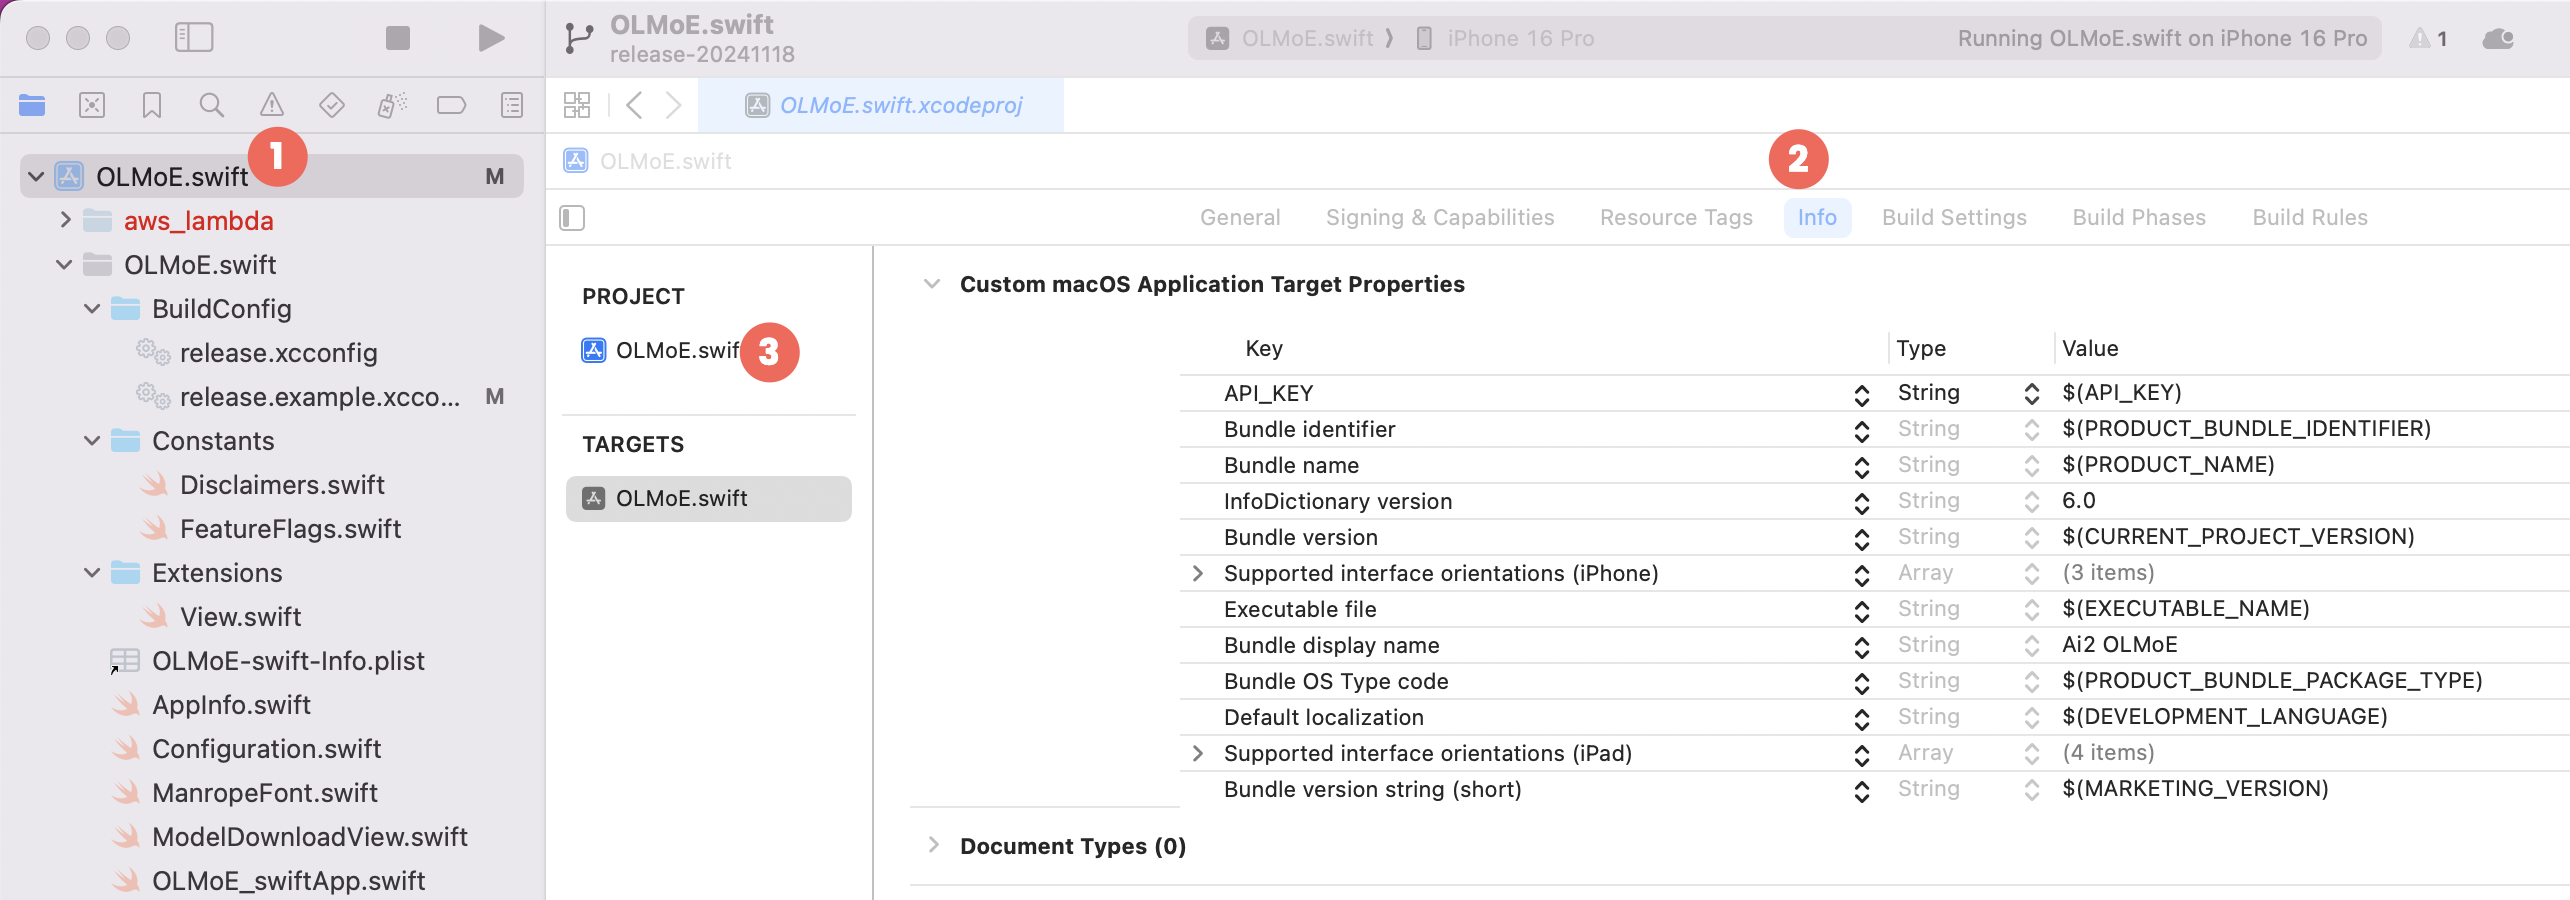 OLMoE.swift
release-20241118
OLMoE.swift ⟩ iPhone 16 Pro
Running OLMoE.swift on iPhone 16 Pro
1
OLMoE.swift M
1
aws_lambda
OLMoE.swift
BuildConfig
release.xcconfig
release.example.xcco... M
Constants
Disclaimers.swift
FeatureFlags.swift
Extensions
View.swift
OLMoE-swift-Info.plist
AppInfo.swift
Configuration.swift
ManropeFont.swift
ModelDownloadView.swift
OLMoE_swiftApp.swift
OLMoE.swift.xcodeproj
OLMoE.swift
2
General Signing & Capabilities Resource Tags Info Build Settings Build Phases Build Rules
PROJECT
OLMoE.swif
3
TARGETS
OLMoE.swift
Custom macOS Application Target Properties
Key Type Value
API_KEY String $(API_KEY)
Bundle identifier String $(PRODUCT_BUNDLE_IDENTIFIER)
Bundle name String $(PRODUCT_NAME)
InfoDictionary version String 6.0
Bundle version String $(CURRENT_PROJECT_VERSION)
Supported interface orientations (iPhone) Array (3 items)
Executable file String $(EXECUTABLE_NAME)
Bundle display name String Ai2 OLMoE
Bundle OS Type code String $(PRODUCT_BUNDLE_PACKAGE_TYPE)
Default localization String $(DEVELOPMENT_LANGUAGE)
Supported interface orientations (iPad) Array (4 items)
Bundle version string (short) String $(MARKETING_VERSION)
Document Types (0)